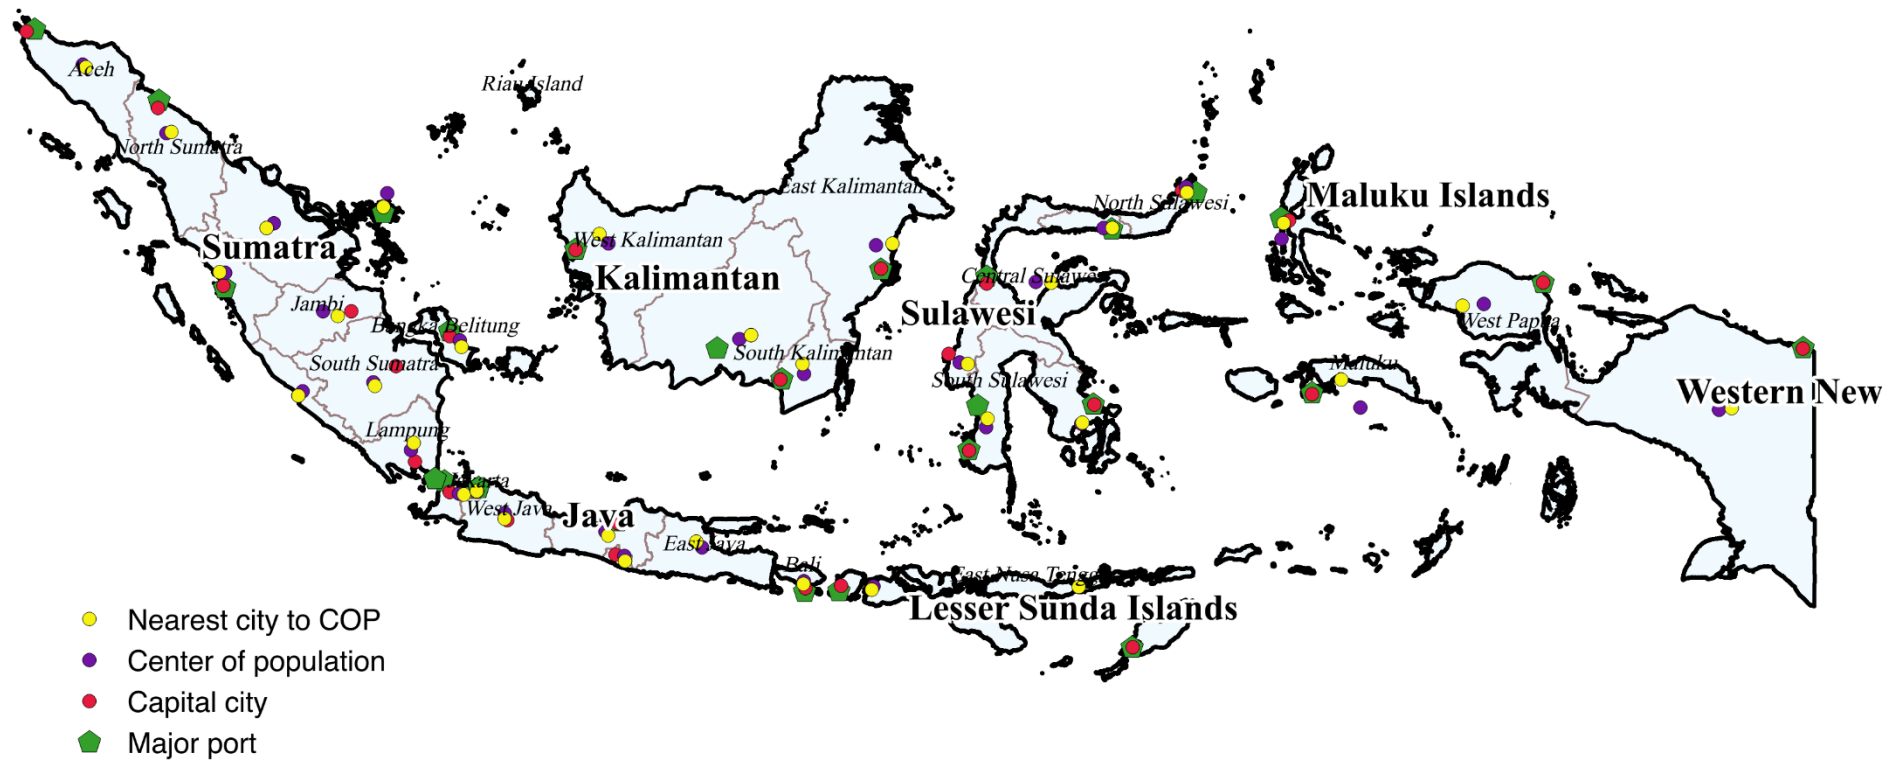 Aceh
Riau Island
North Sumatra
East Kalimantan
Maluku Islands
North Sulawesi
West Kalimantan
Sumatra
Kalimantan
Central Sulawesi
Jambi
Sulawesi
Bangka Belitung
West Papua
South Kalimantan
South Sumatra
Maluku
South Sulawesi
Western New
Lampung
Jakarta
West Java
Java
East Java
Bali
East Nusa Tengg
Lesser Sunda Islands
Nearest city to COP
Center of population
Capital city
Major port